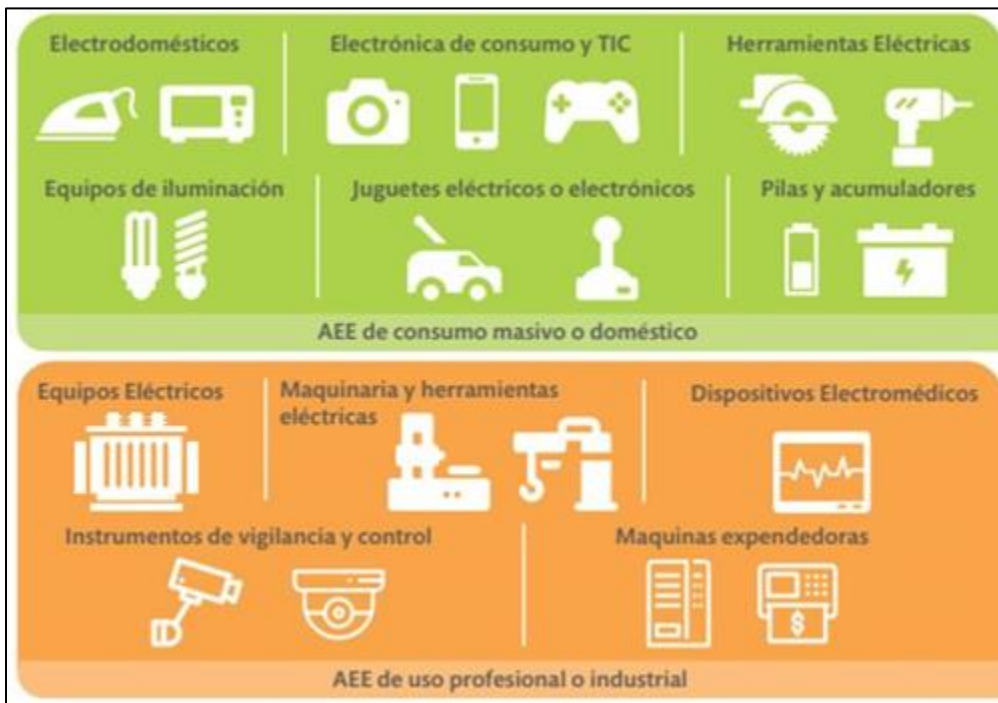 Electrodomésticos
Electrónica de consumo y TIC
Herramientas Eléctricas
Equipos de iluminación
Juguetes eléctricos o electrónicos
Pilas y acumuladores
AEE de consumo masivo o doméstico
Equipos Eléctricos
Maquinaria y herramientas
eléctricas
Dispositivos Electromédicos
Instrumentos de vigilancia y control
Maquinas expendedoras
$
AEE de uso profesional o industrial